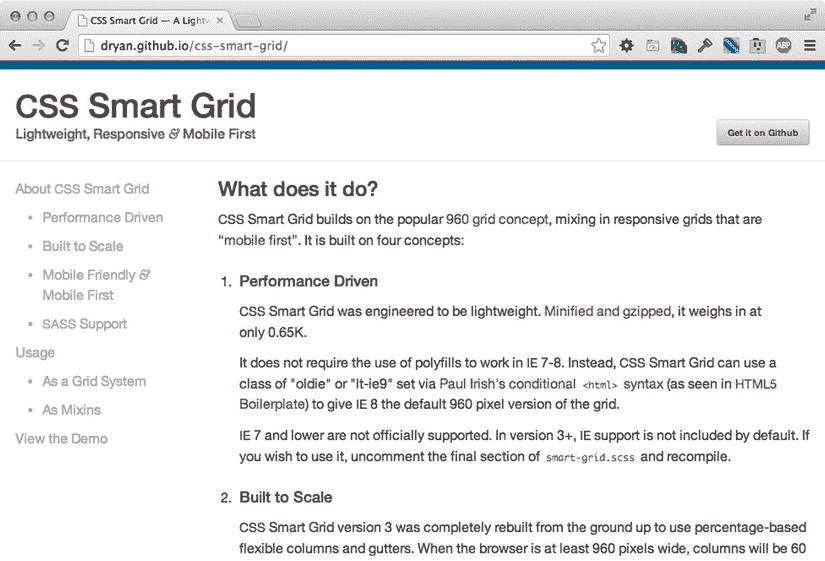 CSS Smart Grid — A Lightw
dryan.github.io/css-smart-grid/
ABP
CSS Smart Grid
Lightweight, Responsive & Mobile First
Get it on Github
About CSS Smart Grid
• Performance Driven
• Built to Scale
• Mobile Friendly &
Mobile First
• SASS Support
Usage
• As a Grid System
• As Mixins
View the Demo
What does it do?
CSS Smart Grid builds on the popular 960 grid concept, mixing in responsive grids that are
“mobile first”. It is built on four concepts:
1. Performance Driven
CSS Smart Grid was engineered to be lightweight. Minified and gzipped, it weighs in at
only 0.65K.
It does not require the use of polyfills to work in IE 7-8. Instead, CSS Smart Grid can use a
class of "oldie" or "lt-ie9" set via Paul Irish's conditional <html> syntax (as seen in HTML5
Boilerplate) to give IE 8 the default 960 pixel version of the grid.
IE 7 and lower are not officially supported. In version 3+, IE support is not included by default. If
you wish to use it, uncomment the final section of smart-grid.scss and recompile.
2. Built to Scale
CSS Smart Grid version 3 was completely rebuilt from the ground up to use percentage-based
flexible columns and gutters. When the browser is at least 960 pixels wide, columns will be 60